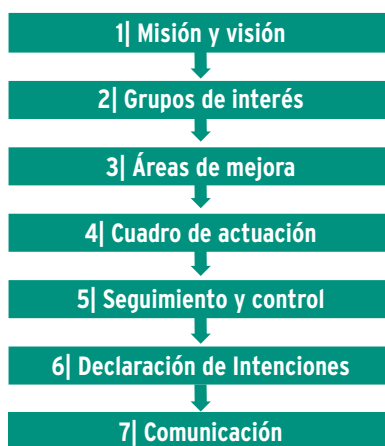 1| Misión y visión
2| Grupos de interés
3| Áreas de mejora
4| Cuadro de actuación
5| Seguimiento y control
6| Declaración de Intenciones
7| Comunicación